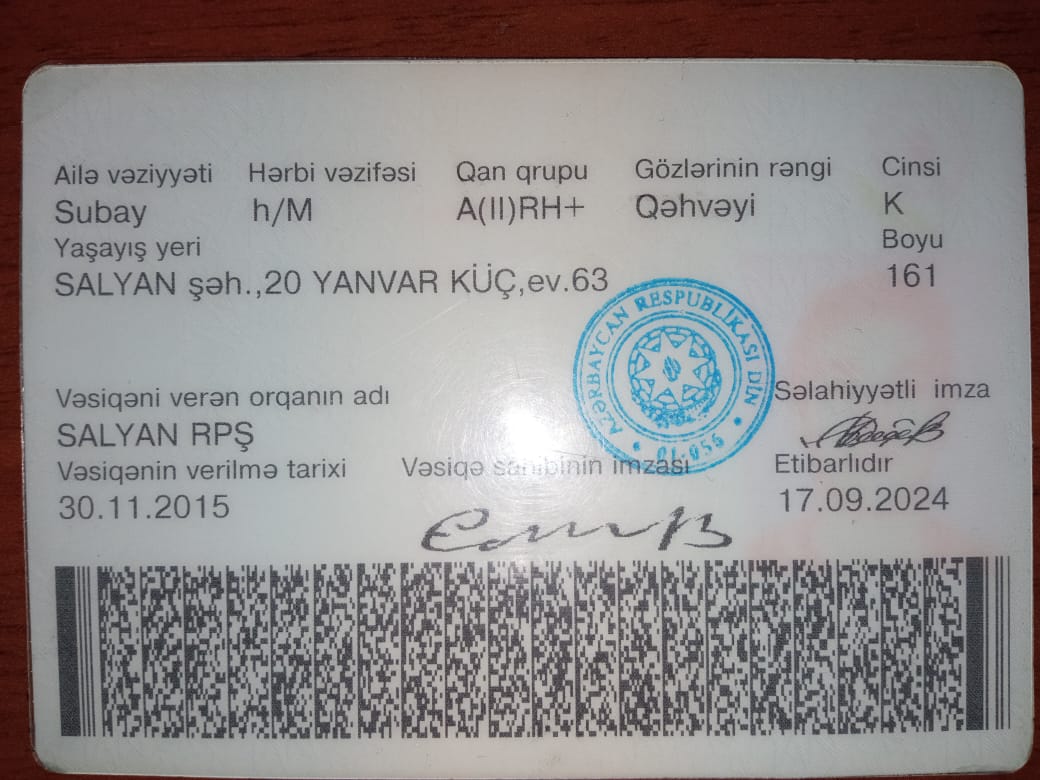 Ailə vəziyyəti Hərbi vəzifəsi Qan qrupu Gözlərinin rəngi Cinsi
Subay h/M A(II)RH+ Qəhvəyi K
Yaşayış yeri Boyu
SALYAN şəh.,20 YANVAR KÜÇ,ev.63 161
AZƏRBAYCAN RESPUBLİKASI DİN
Vəsiqəni verən orqanın adı Səlahiyyətli imza
SALYAN RPŞ
Vəsiqənin verilmə tarixi Vəsiqə sahibinin imzası Etibarlıdır
30.11.2015 17.09.2024